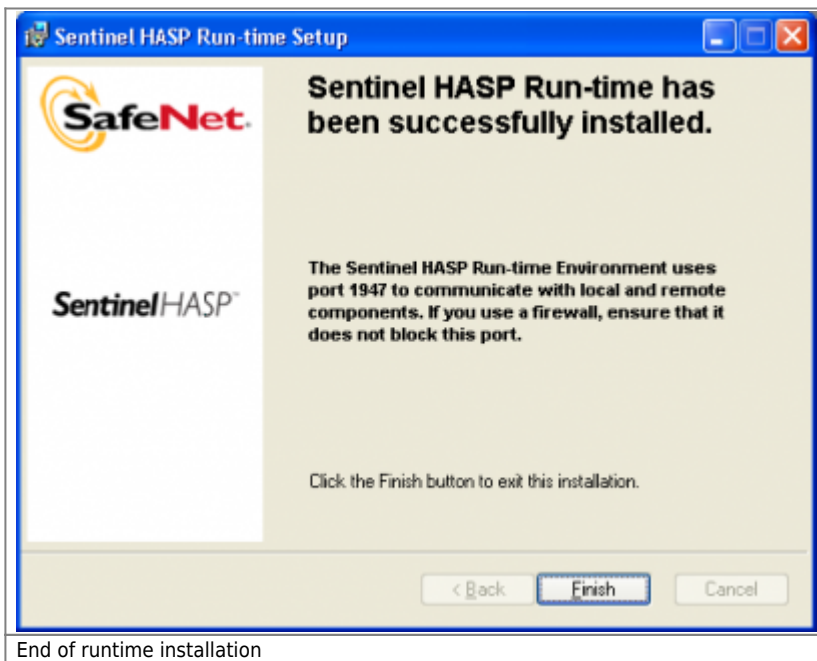 Sentinel HASP Run-time Setup
SafeNet.
Sentinel HASP Run-time has
been successfully installed.
The Sentinel HASP Run-time Environment uses
port 1947 to communicate with local and remote
components. If you use a firewall, ensure that it
does not block this port.
SentinelHASP™
Click the Finish button to exit this installation.
< Back Finish Cancel
End of runtime installation